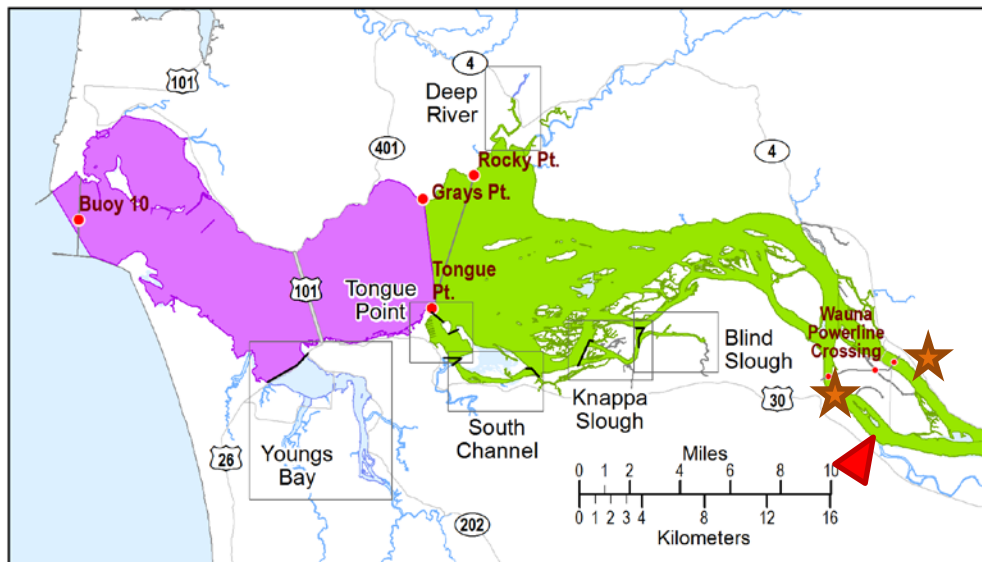 4
101
Deep
River
401
4
Rocky Pt.
Grays Pt.
Buoy 10
101
Tongue
Point
Tongue
Pt.
Wauna
Powerline
Crossing
Blind
Slough
Knappa
Slough
30
South
Channel
Youngs
Bay
26
202
Miles
0 1 2 4 6 8 10
0 1 2 3 4 8 12 16
Kilometers